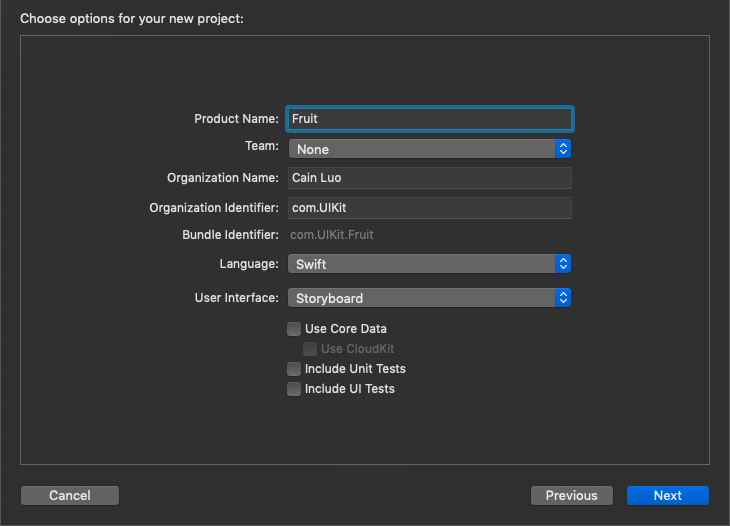 Choose options for your new project:
Product Name: Fruit
Team: None
Organization Name: Cain Luo
Organization Identifier: com.UIKit
Bundle Identifier: com.UIKit.Fruit
Language: Swift
User Interface: Storyboard
Use Core Data
Use CloudKit
Include Unit Tests
Include UI Tests
Cancel Previous Next